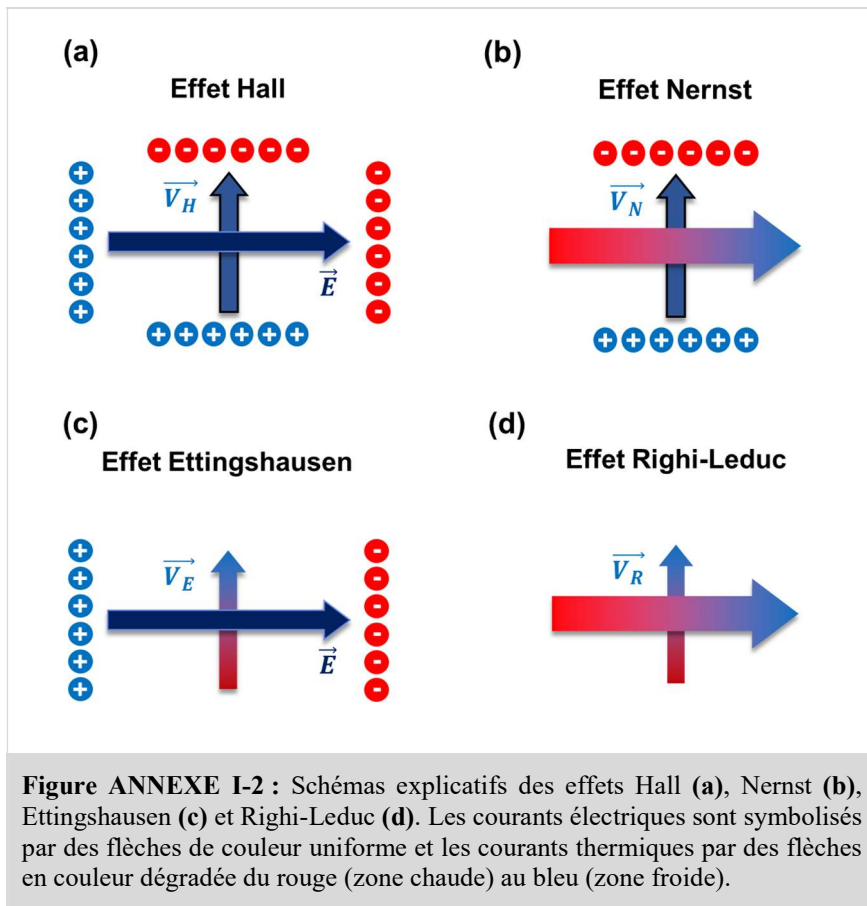 (a)
Effet Hall
- - - - - -
+ + + + + +
V_H
E
- - - - - -
+ + + + + +
(b)
Effet Nernst
- - - - - -
V_N
+ + + + + +
(c)
Effet Ettingshausen
+ + + + + +
V_E
E
- - - - - -
(d)
Effet Righi-Leduc
V_R
Figure ANNEXE I-2 : Schémas explicatifs des effets Hall (a), Nernst (b),
Ettingshausen (c) et Righi-Leduc (d). Les courants électriques sont symbolisés
par des flèches de couleur uniforme et les courants thermiques par des flèches
en couleur dégradée du rouge (zone chaude) au bleu (zone froide).